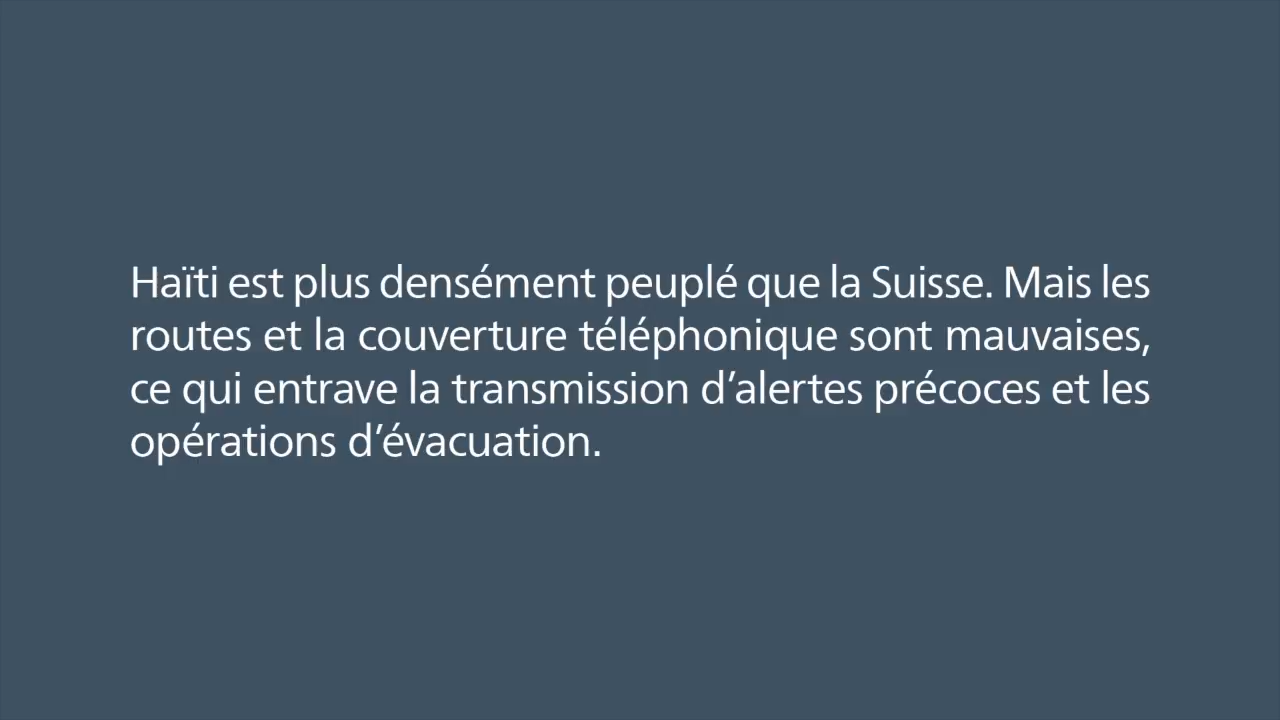 Haïti est plus densément peuplé que la Suisse. Mais les
routes et la couverture téléphonique sont mauvaises,
ce qui entrave la transmission d’alertes précoces et les
opérations d’évacuation.